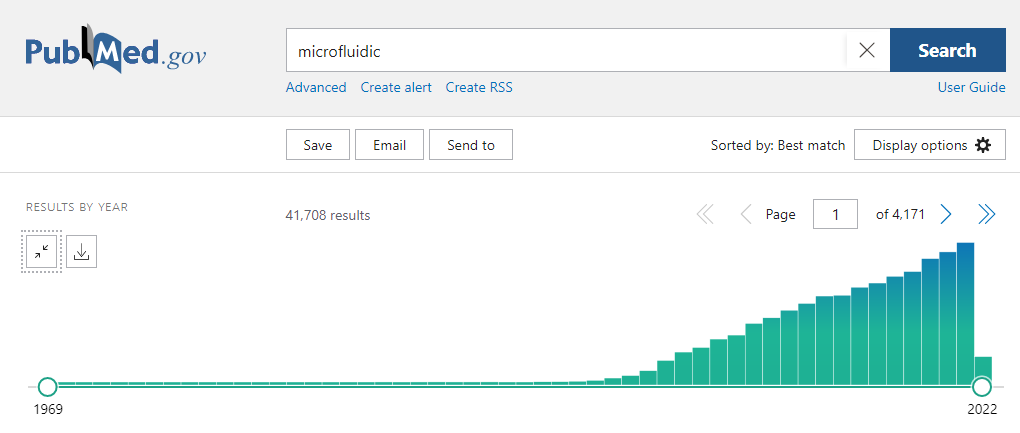 PubMed.gov
microfluidic
Search
Advanced Create alert Create RSS
User Guide
Save Email Send to
Sorted by: Best match Display options
RESULTS BY YEAR
41,708 results
Page 1 of 4,171
1969
2022